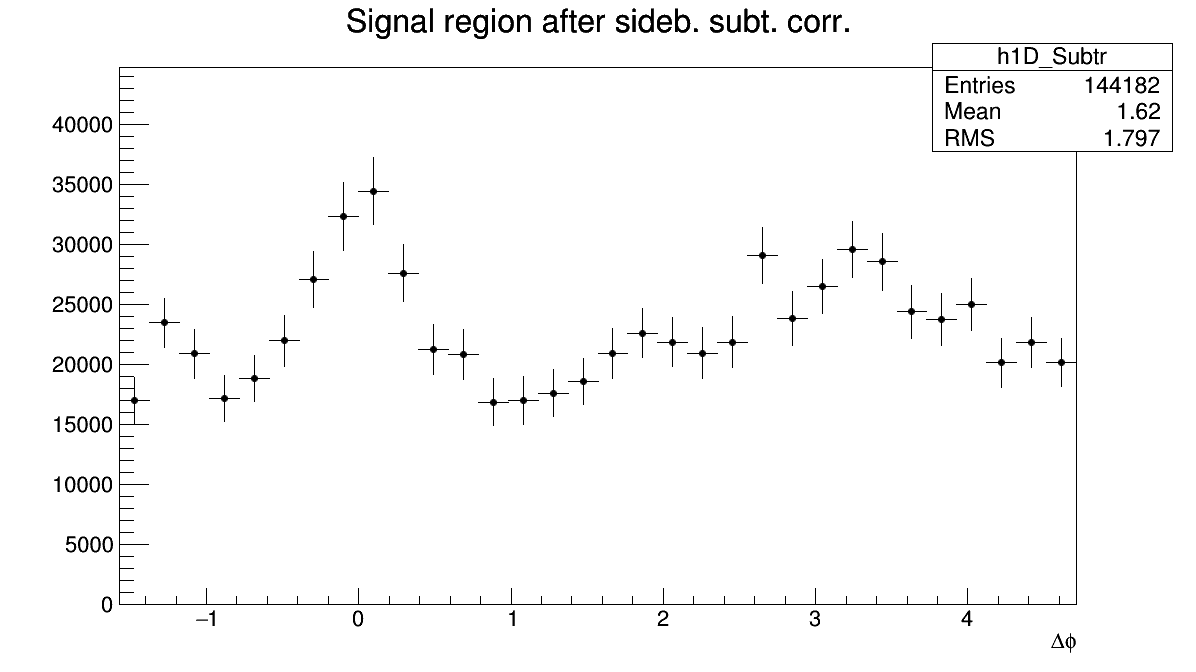 Signal region after sideb. subt. corr.
h1D_Subtr
Entries 144182
Mean 1.62
RMS 1.797
40000
35000
30000
25000
20000
15000
10000
5000
0
−1 0 1 2 3 4
Δϕ